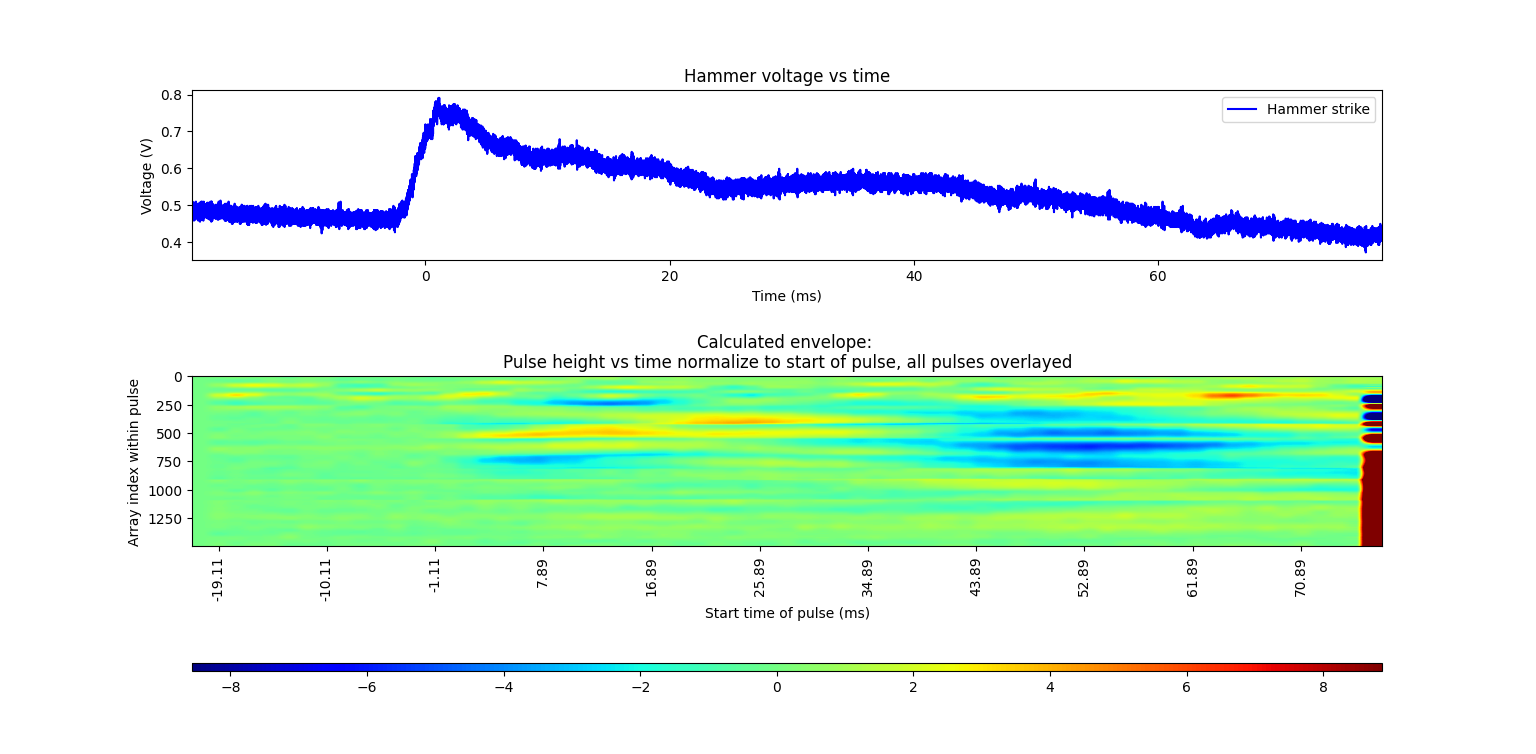 Hammer voltage vs time
Hammer strike
Voltage (V)
0.8
0.7
0.6
0.5
0.4
0 20 40 60
Time (ms)
Calculated envelope:
Pulse height vs time normalize to start of pulse, all pulses overlayed
Array index within pulse
0
250
500
750
1000
1250
-19.11 -10.11 -1.11 7.89 16.89 25.89 34.89 43.89 52.89 61.89 70.89
Start time of pulse (ms)
−8 −6 −4 −2 0 2 4 6 8